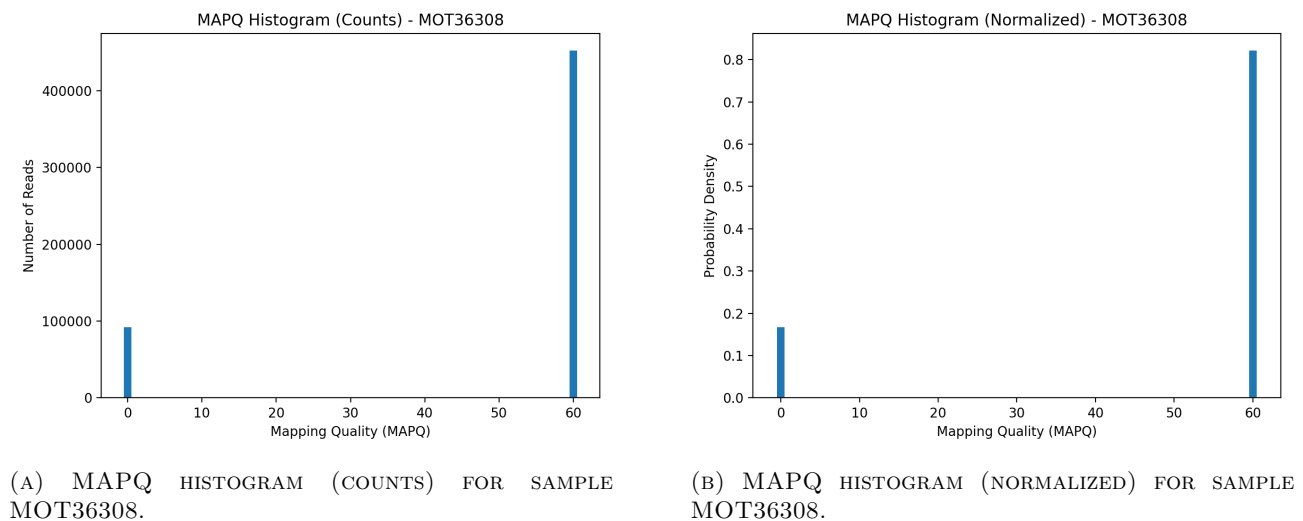 MAPQ Histogram (Counts) - MOT36308
Number of Reads
400000
300000
200000
100000
0
0 10 20 30 40 50 60
Mapping Quality (MAPQ)
(A) MAPQ HISTOGRAM (COUNTS) FOR SAMPLE
MOT36308.
MAPQ Histogram (Normalized) - MOT36308
Probability Density
0.8
0.7
0.6
0.5
0.4
0.3
0.2
0.1
0.0
0 10 20 30 40 50 60
Mapping Quality (MAPQ)
(B) MAPQ HISTOGRAM (NORMALIZED) FOR SAMPLE
MOT36308.